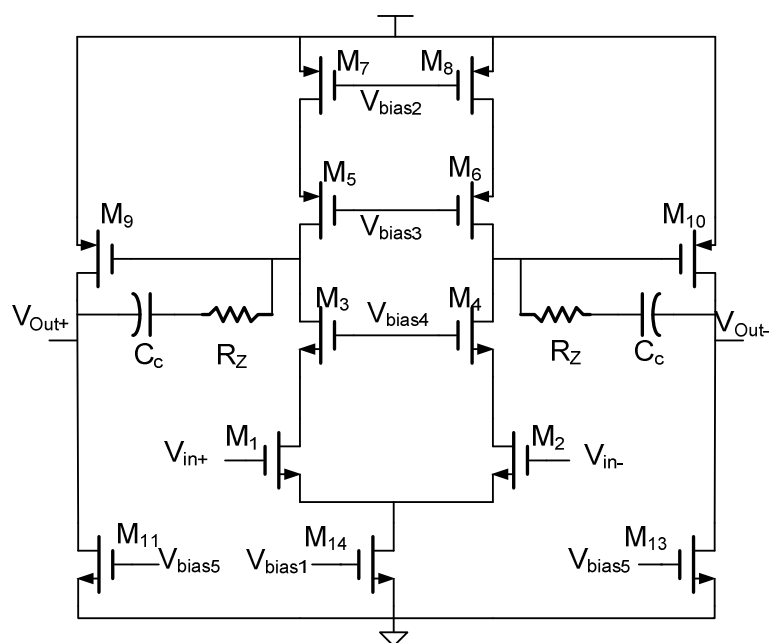 M7 M8
Vbias2
M5 M6
Vbias3
M9 M10
M3 M4
Vbias4
VOut+ VOut-
Cc RZ RZ Cc
M1 M2
Vin+ Vin-
M11 M14 M13
Vbias5 Vbias1 Vbias5